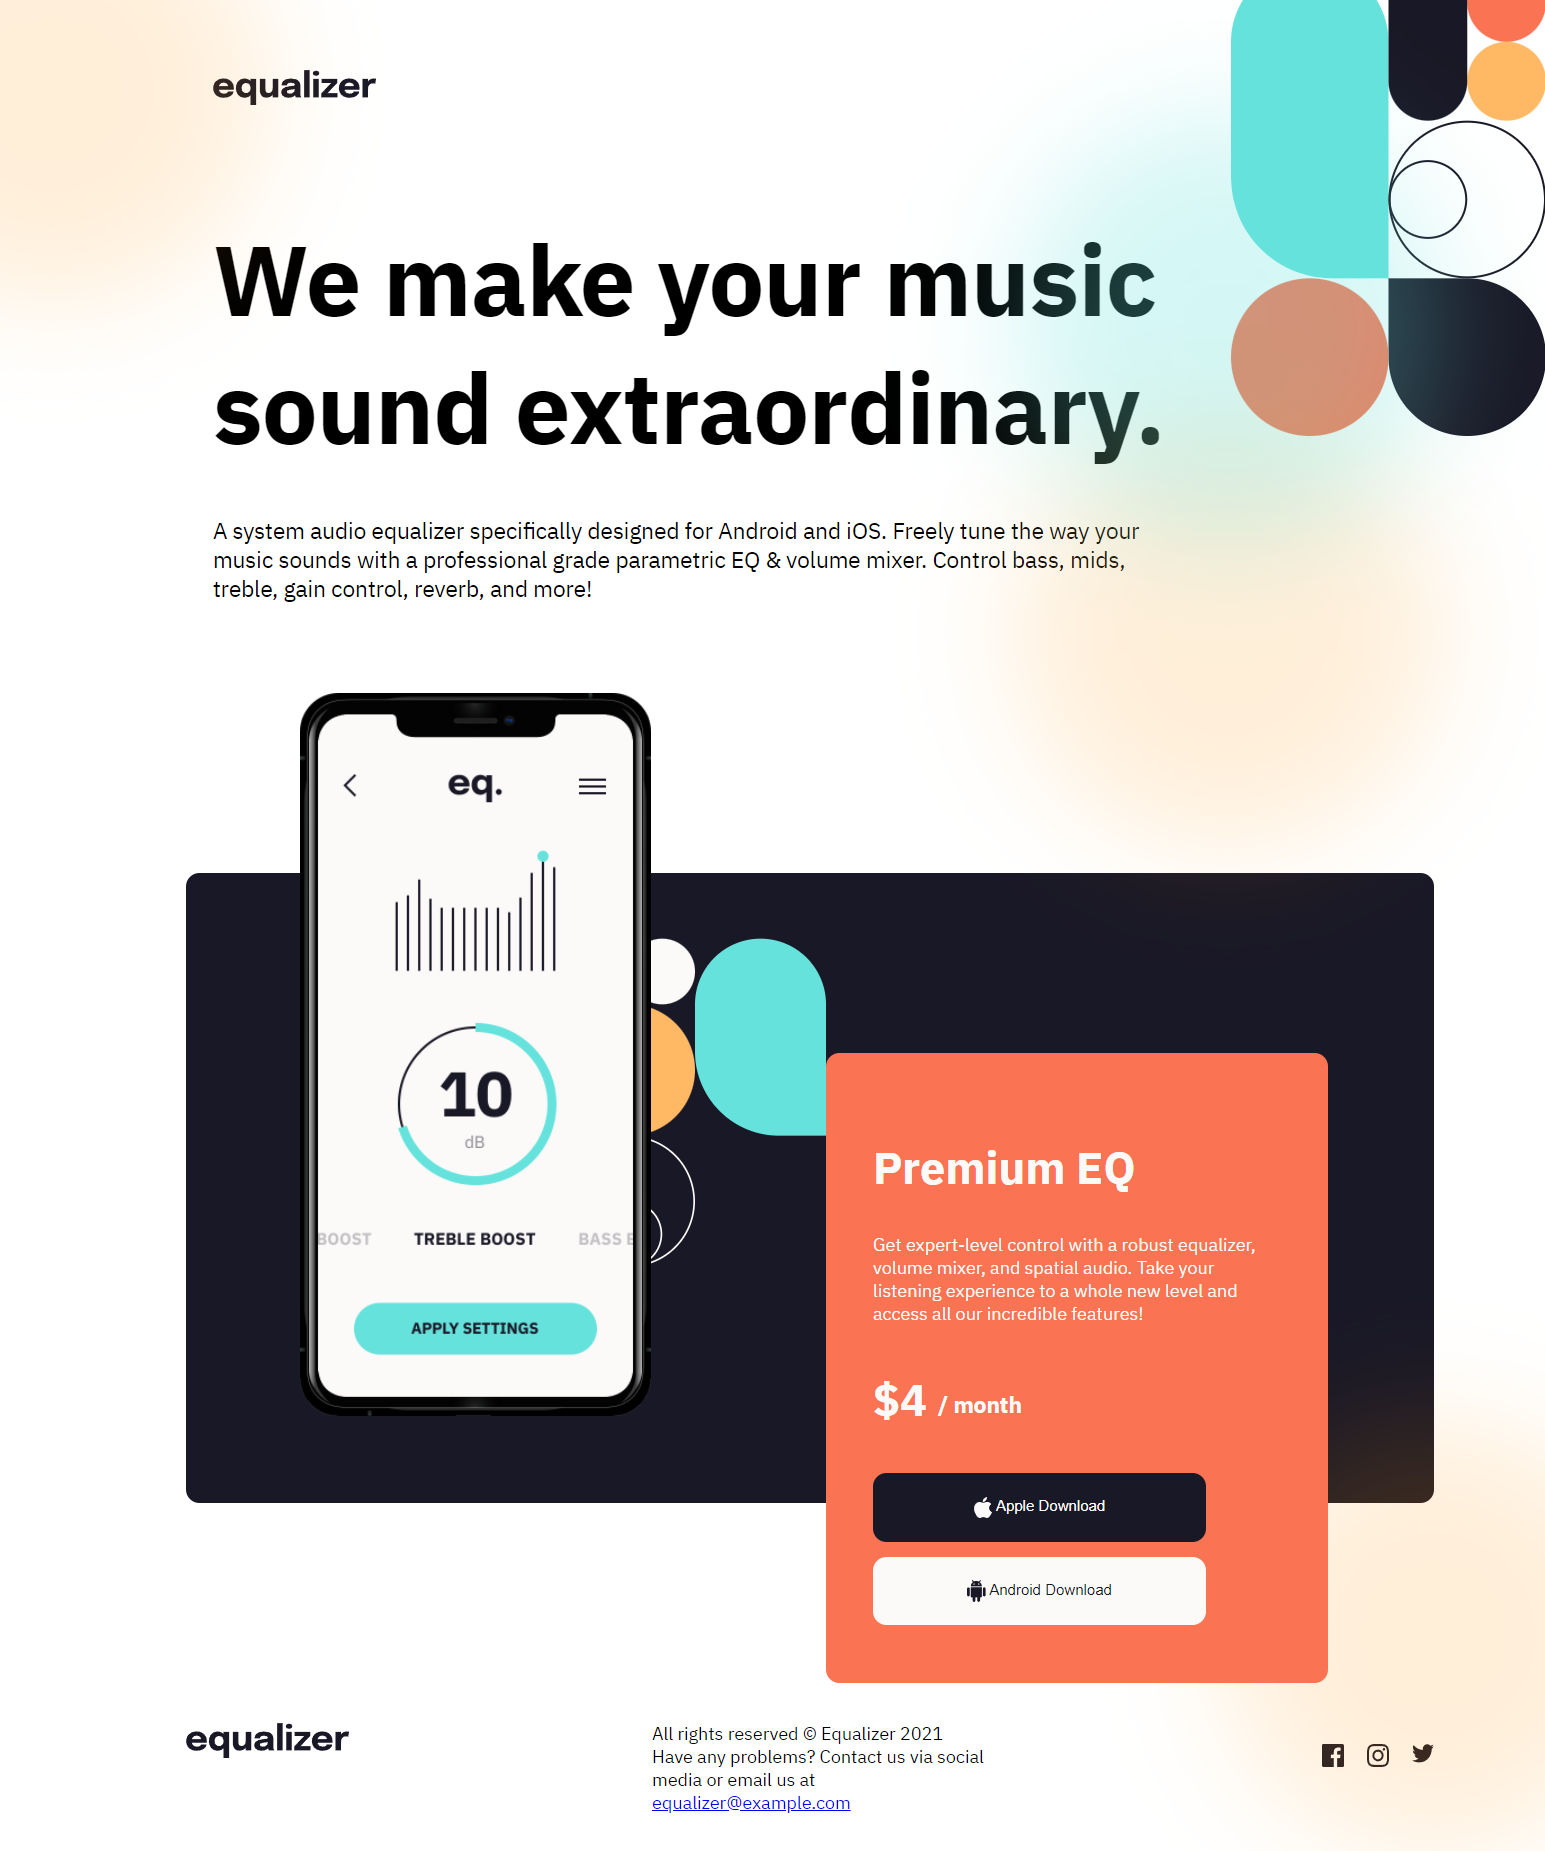 equalizer
We make your music
sound extraordinary.
A system audio equalizer specifically designed for Android and iOS. Freely tune the way your
music sounds with a professional grade parametric EQ & volume mixer. Control bass, mids,
treble, gain control, reverb, and more!
eq.
10
dB
BOOST TREBLE BOOST BASS
APPLY SETTINGS
Premium EQ
Get expert-level control with a robust equalizer,
volume mixer, and spatial audio. Take your
listening experience to a whole new level and
access all our incredible features!
$4 / month
Apple Download
Android Download
equalizer
All rights reserved © Equalizer 2021
Have any problems? Contact us via social
media or email us at
equalizer@example.com